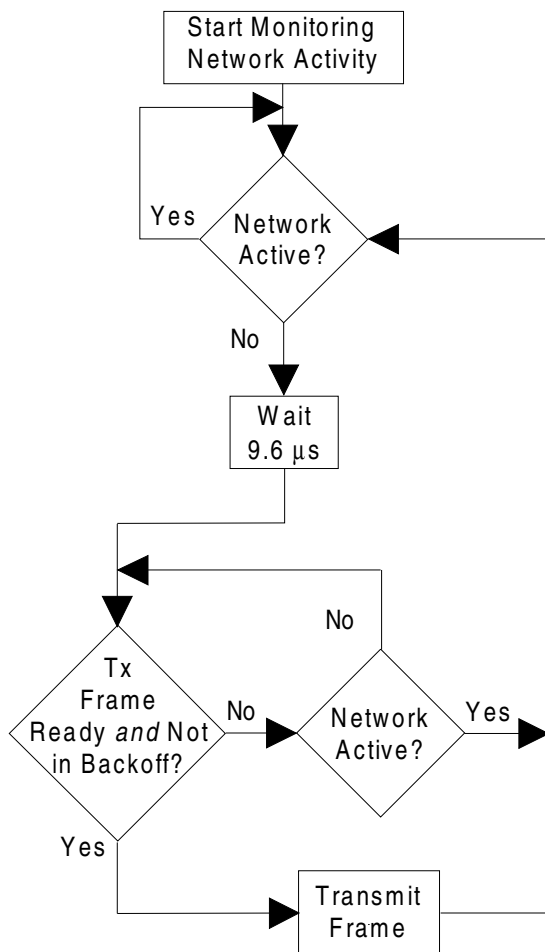 Start Monitoring
Network Activity
Yes
Network
Active?
No
Wait
9.6 μs
No
Tx
Frame
Ready and Not
in Backoff?
No
Network
Active?
Yes
Yes
Transmit
Frame